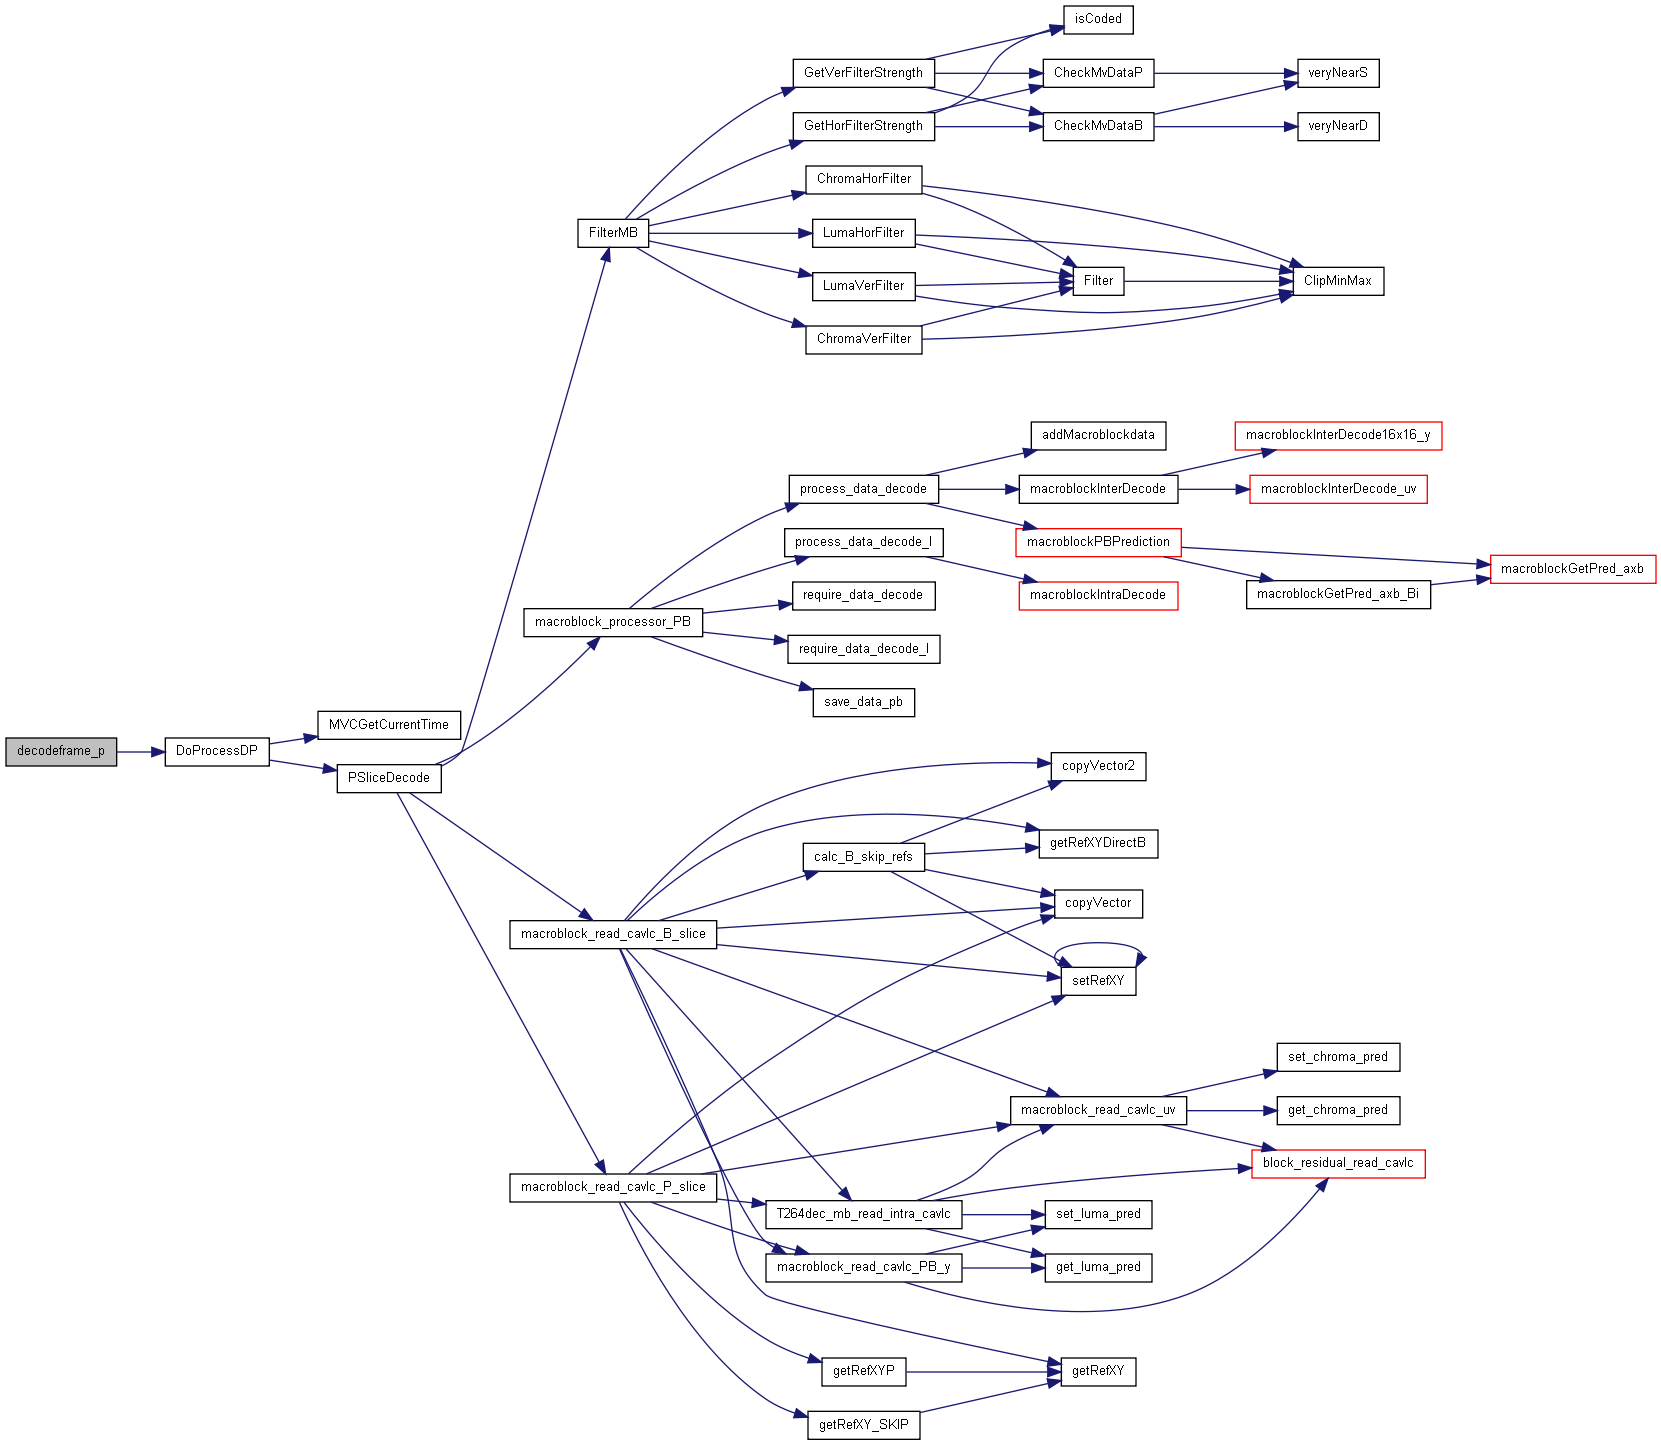 isCoded
GetVerFilterStrength
CheckMvDataP
veryNearS
GetHorFilterStrength
CheckMvDataB
veryNearD
ChromaHorFilter
FilterMB
LumaHorFilter
LumaVerFilter
Filter
ClipMinMax
ChromaVerFilter
addMacroblockdata
macroblockInterDecode16x16_y
process_data_decode
macroblockInterDecode
macroblockInterDecode_uv
process_data_decode_I
macroblockPBPrediction
macroblockGetPred_axb
require_data_decode
macroblockIntraDecode
macroblockGetPred_axb_Bi
macroblock_processor_PB
require_data_decode_I
save_data_pb
MVCGetCurrentTime
decodeframe_p
DoProcessDP
PSliceDecode
copyVector2
getRefXYDirectB
calc_B_skip_refs
copyVector
macroblock_read_cavlc_B_slice
setRefXY
set_chroma_pred
macroblock_read_cavlc_uv
get_chroma_pred
block_residual_read_cavlc
macroblock_read_cavlc_P_slice
T264dec_mb_read_intra_cavlc
set_luma_pred
macroblock_read_cavlc_PB_y
get_luma_pred
getRefXYP
getRefXY
getRefXY_SKIP